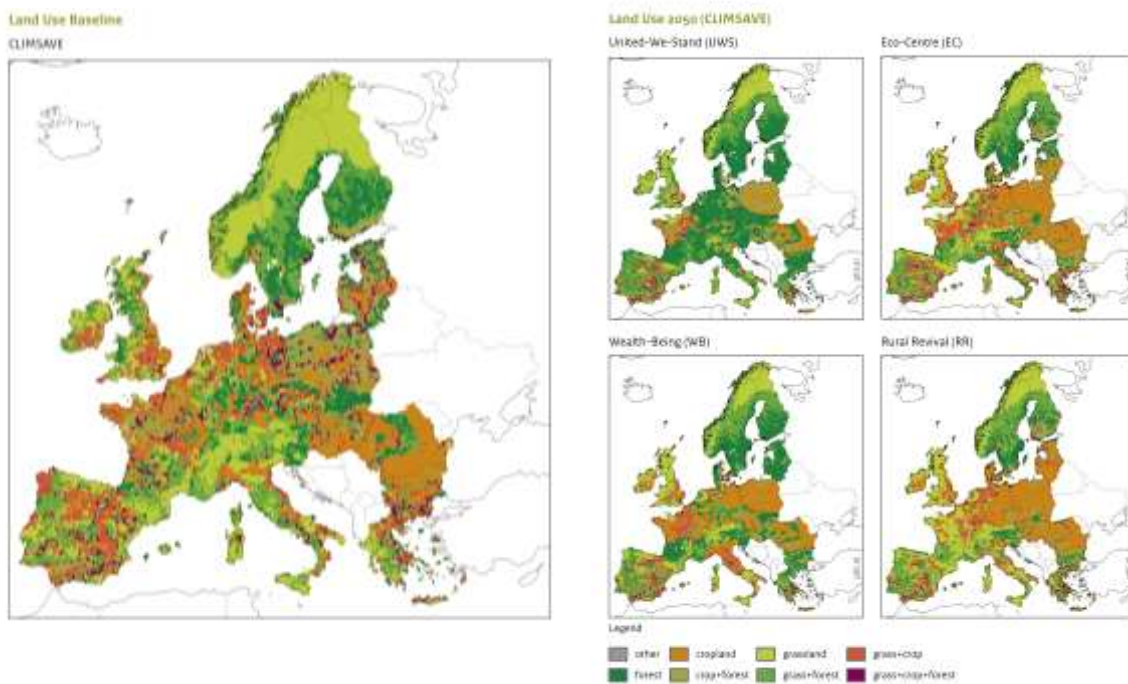 Land Use Baseline
CLIMSAVE
Land Use 2050 (CLIMSAVE)
United-We-Stand (UWS)
Eco-Centre (EC)
Wealth-Being (WB)
Rural Revival (RR)
Legend
other
cropland
grassland
grass+crop
forest
crop+forest
grass+forest
grass+crop+forest